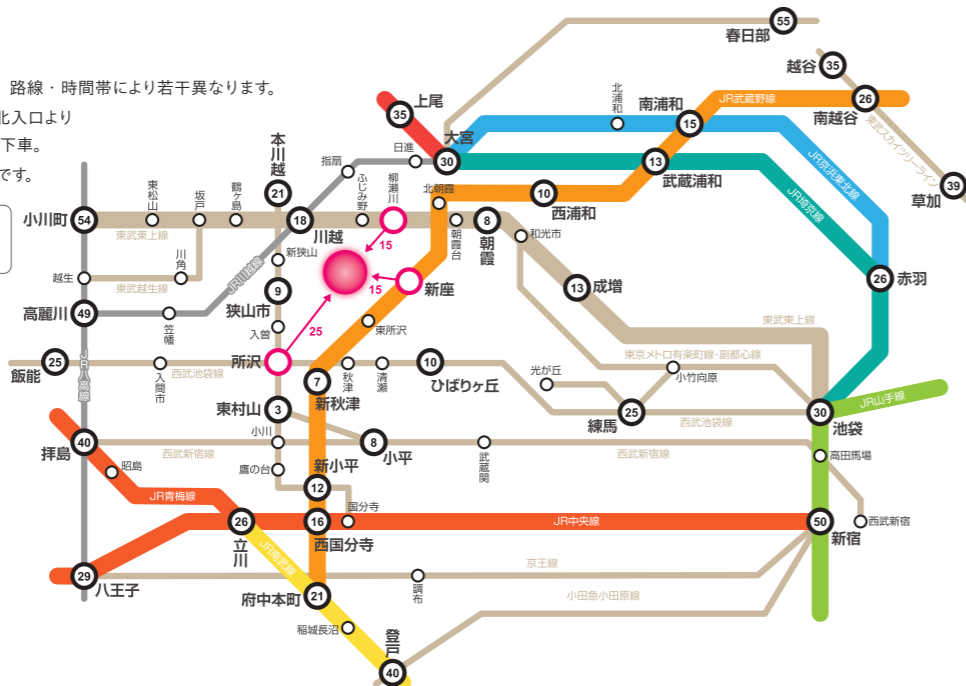 路線・時間帯により若干異なります。
北入口より
下車。
です。
55
春日部
越谷
35
26
南越谷
JR武蔵野線
東武スカイツリーライン
39
草加
上尾
35
大宮
30
日進
指扇
北浦和
南浦和
15
JR京浜東北線
13
武蔵浦和
JR埼京線
10
西浦和
26
赤羽
本川越
21
小川町
54
東松山
坂戸
鶴ヶ島
18
川越
ふじみ野
柳瀬川
北朝霞
朝霞台
8
朝霞
和光市
東武東上線
川角
東武越生線
越生
新狭山
JR川越線
15
15
25
新座
13
成増
東武東上線
高麗川
49
笠幡
9
狭山市
入曽
東所沢
東京メトロ有楽町線・副都心線
飯能
25
入間市
西武池袋線
所沢
7
新秋津
秋津
清瀬
10
ひばりヶ丘
光が丘
小竹向原
25
練馬
西武池袋線
30
池袋
JR山手線
東村山
3
小川
鷹の台
8
小平
西武新宿線
武蔵関
西武新宿線
高田馬場
西武新宿
拝島
40
昭島
JR青梅線
新小平
12
国分寺
26
立川
16
西国分寺
JR中央線
50
新宿
JR南武線
29
八王子
京王線
調布
小田急小田原線
府中本町
21
稲城長沼
登戸
40